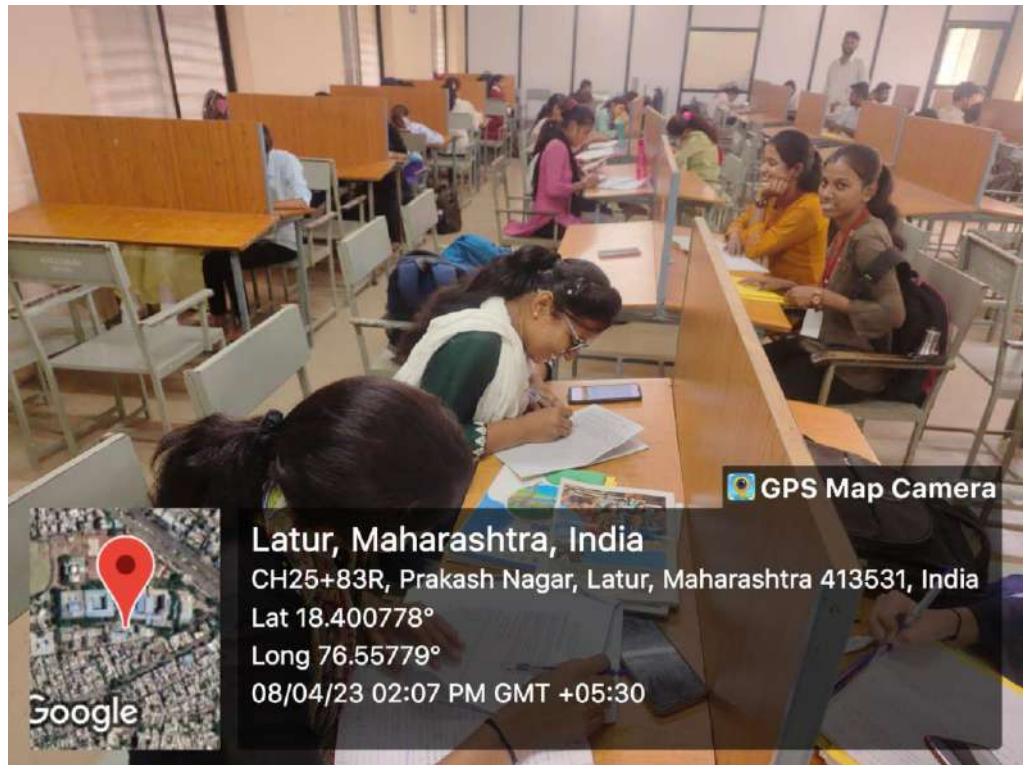 GPS Map Camera
Latur, Maharashtra, India
CH25+83R, Prakash Nagar, Latur, Maharashtra 413531, India
Lat 18.400778°
Long 76.55779°
08/04/23 02:07 PM GMT +05:30
Google